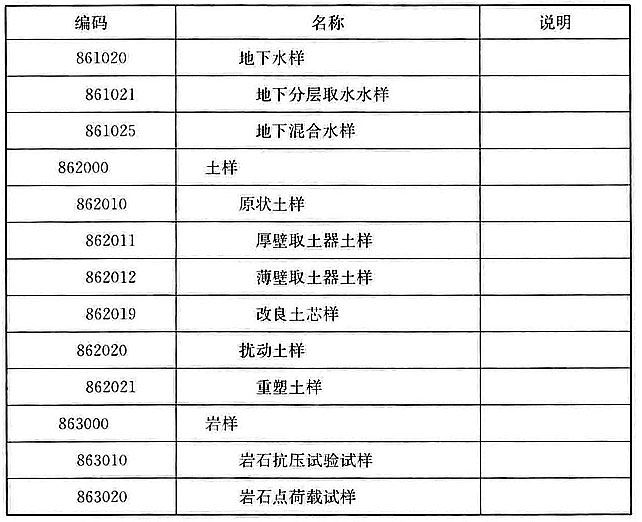 编码 名称 说明
861020 地下水样
861021 地下分层取水水样
861025 地下混合水样
862000 土样
862010 原状土样
862011 厚壁取土器土样
862012 薄壁取土器土样
862019 改良土芯样
862020 扰动土样
862021 重塑土样
863000 岩样
863010 岩石抗压试验试样
863020 岩石点荷载试样